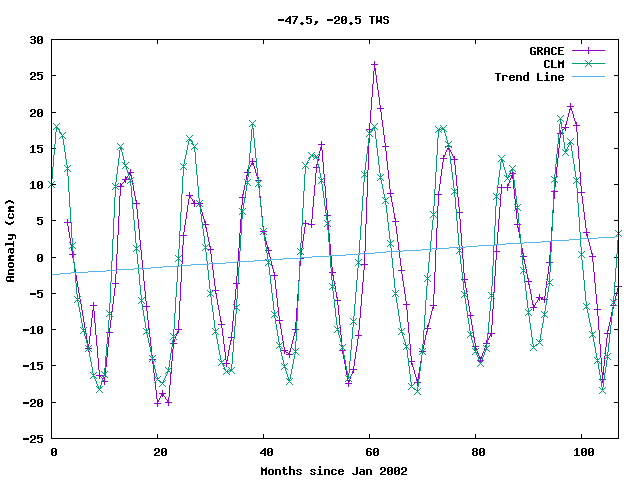 -47.5, -20.5 TWS
GRACE
CLM
Trend Line
30
25
20
15
10
5
0
-5
-10
-15
-20
-25
Anomaly (cm)
0 20 40 60 80 100
Months since Jan 2002